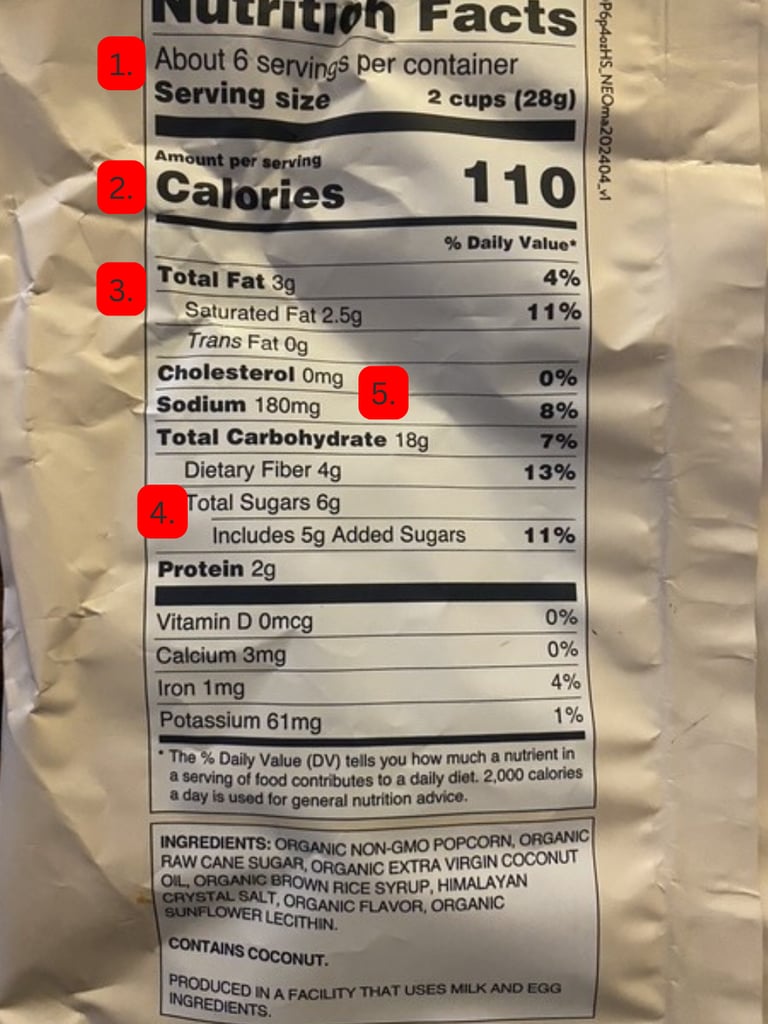 Nutrition Facts
1. About 6 servings per container
Serving size 2 cups (28g)
Amount per serving
2. Calories 110
% Daily Value*
3. Total Fat 3g 4%
Saturated Fat 2.5g 11%
Trans Fat 0g
Cholesterol 0mg 0%
5.
Sodium 180mg 8%
Total Carbohydrate 18g 7%
Dietary Fiber 4g 13%
4. Total Sugars 6g
Includes 5g Added Sugars 11%
Protein 2g
Vitamin D 0mcg 0%
Calcium 3mg 0%
Iron 1mg 4%
Potassium 61mg 1%
* The % Daily Value (DV) tells you how much a nutrient in
a serving of food contributes to a daily diet. 2,000 calories
a day is used for general nutrition advice.
INGREDIENTS: ORGANIC NON-GMO POPCORN, ORGANIC
RAW CANE SUGAR, ORGANIC EXTRA VIRGIN COCONUT
OIL, ORGANIC BROWN RICE SYRUP, HIMALAYAN
CRYSTAL SALT, ORGANIC FLAVOR, ORGANIC
SUNFLOWER LECITHIN.
CONTAINS COCONUT.
PRODUCED IN A FACILITY THAT USES MILK AND EGG
INGREDIENTS.